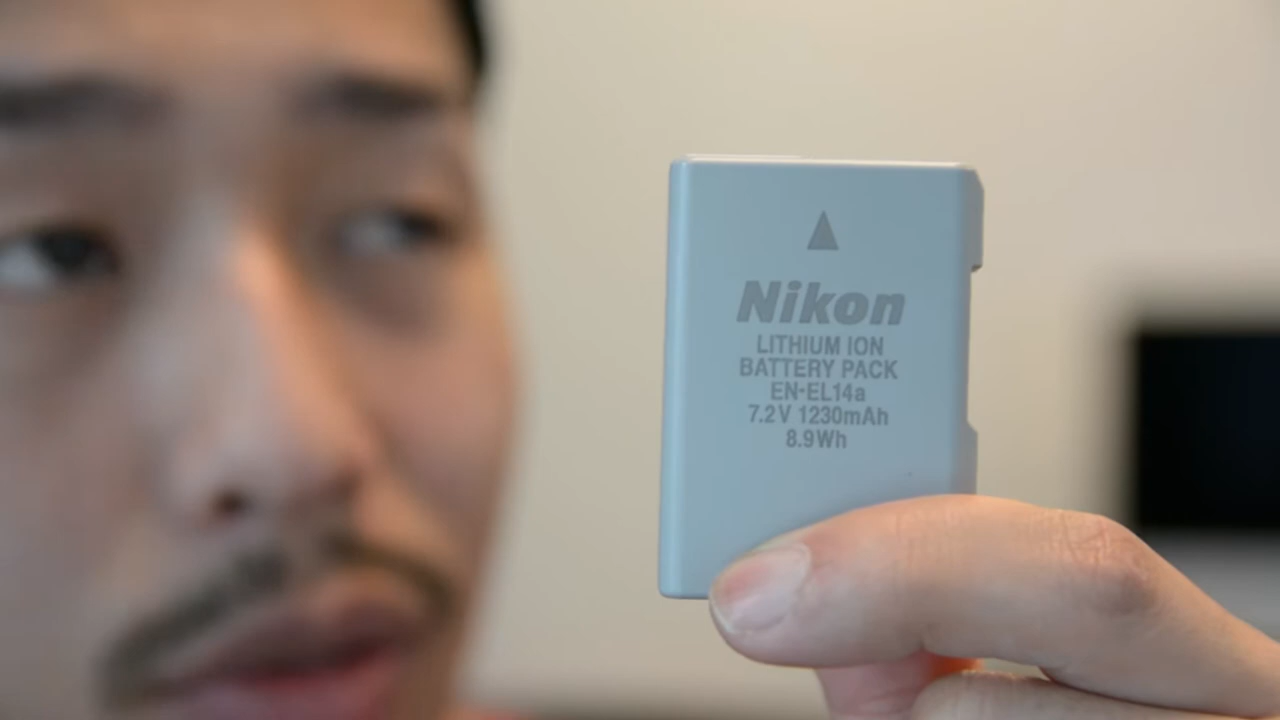 Nikon
LITHIUM ION
BATTERY PACK
EN-EL14a
7.2V 1230mAh
8.9Wh